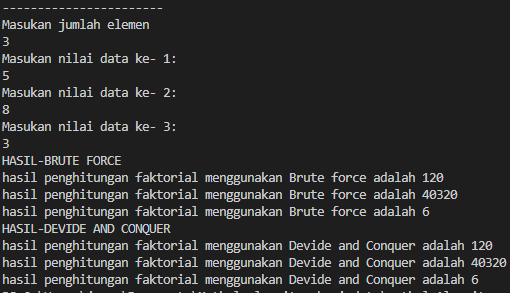 -----------------------
Masukan jumlah elemen
3
Masukan nilai data ke- 1:
5
Masukan nilai data ke- 2:
8
Masukan nilai data ke- 3:
3
HASIL-BRUTE FORCE
hasil penghitungan faktorial menggunakan Brute force adalah 120
hasil penghitungan faktorial menggunakan Brute force adalah 40320
hasil penghitungan faktorial menggunakan Brute force adalah 6
HASIL-DEVIDE AND CONQUER
hasil penghitungan faktorial menggunakan Devide and Conquer adalah 120
hasil penghitungan faktorial menggunakan Devide and Conquer adalah 40320
hasil penghitungan faktorial menggunakan Devide and Conquer adalah 6